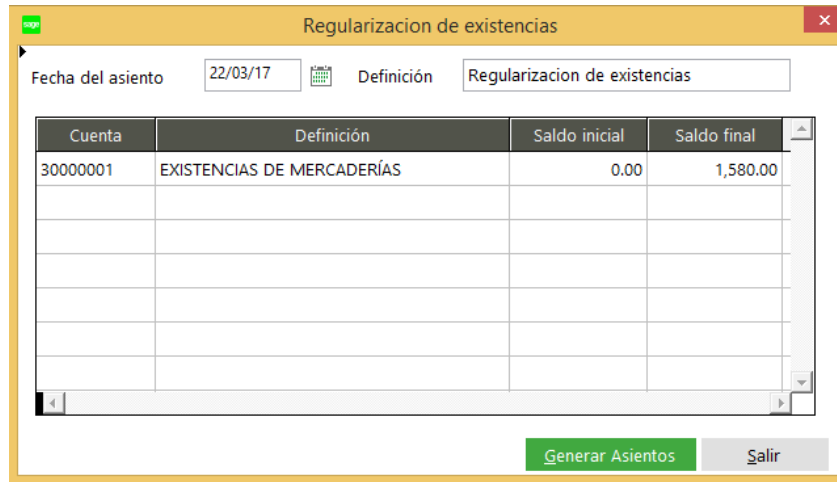 sage
Regularizacion de existencias
Fecha del asiento 22/03/17 Definición Regularizacion de existencias
Cuenta Definición Saldo inicial Saldo final
30000001 EXISTENCIAS DE MERCADERÍAS 0.00 1,580.00
Generar Asientos Salir